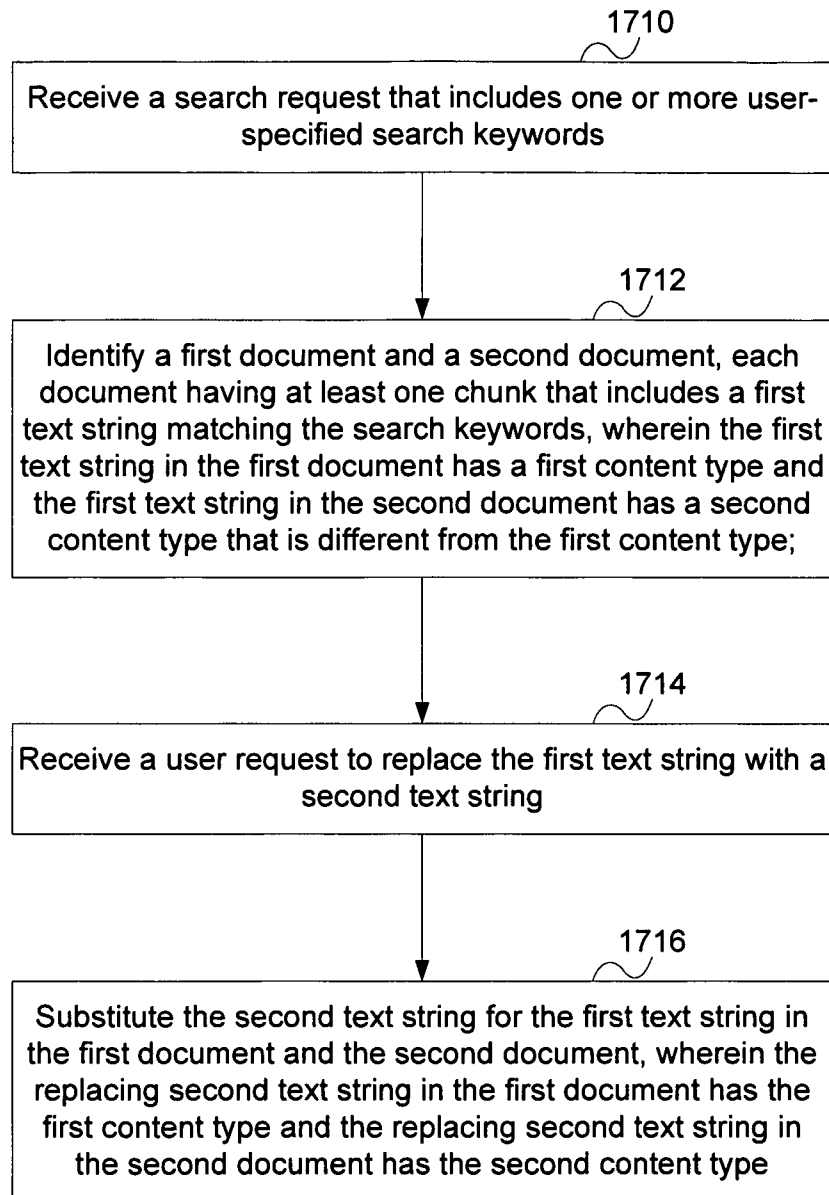 1710
Receive a search request that includes one or more user-
specified search keywords
1712
Identify a first document and a second document, each
document having at least one chunk that includes a first
text string matching the search keywords, wherein the first
text string in the first document has a first content type and
the first text string in the second document has a second
content type that is different from the first content type;
1714
Receive a user request to replace the first text string with a
second text string
1716
Substitute the second text string for the first text string in
the first document and the second document, wherein the
replacing second text string in the first document has the
first content type and the replacing second text string in
the second document has the second content type